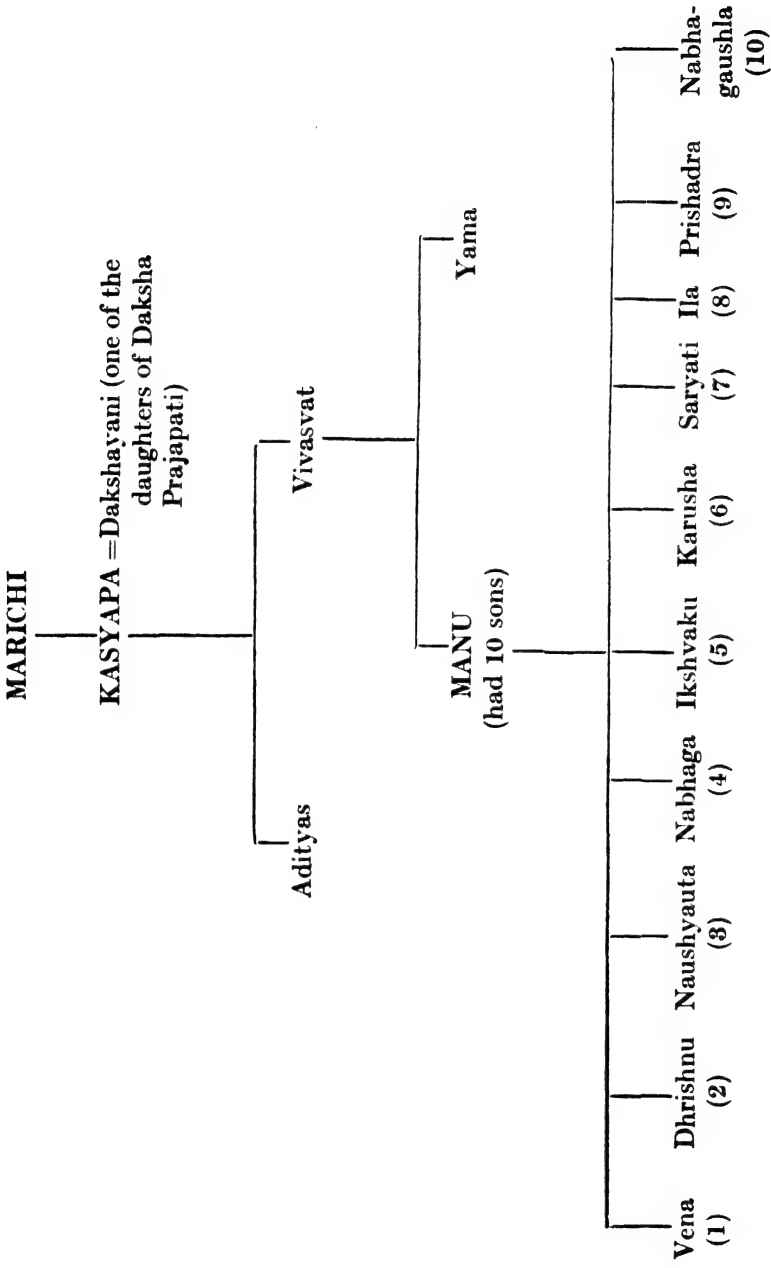 MARICHI
KASYAPA =Dakshayani (one of the
daughters of Daksha
Prajapati)
Adityas Vivasvat
MANU Yama
(had 10 sons)
Vena Dhrishnu Naushyauta Nabhaga Ikshvaku Karusha Saryati Ila Prishadra Nabha-
(1) (2) (3) (4) (5) (6) (7) (8) (9) gaushla
(10)